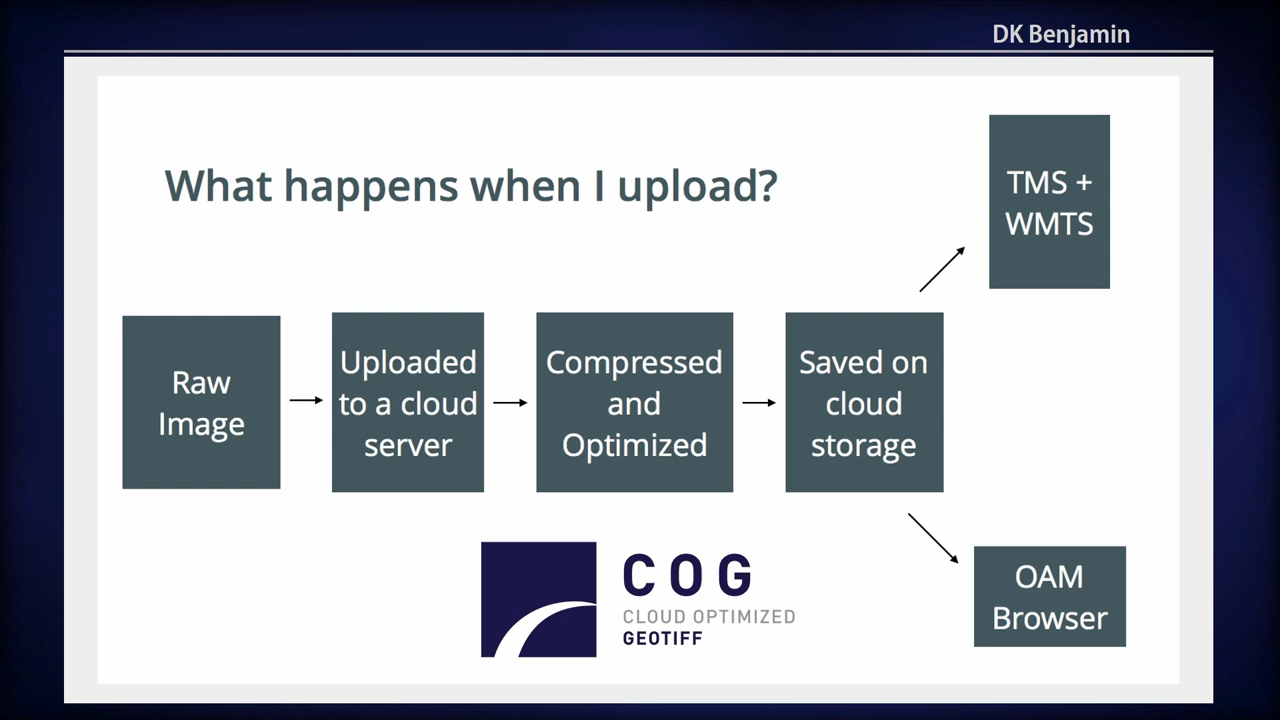 DK Benjamin
What happens when I upload?
TMS +
WMTS
Raw
Image
Uploaded
to a cloud
server
Compressed
and
Optimized
Saved on
cloud
storage
COG
CLOUD OPTIMIZED
GEOTIFF
OAM
Browser